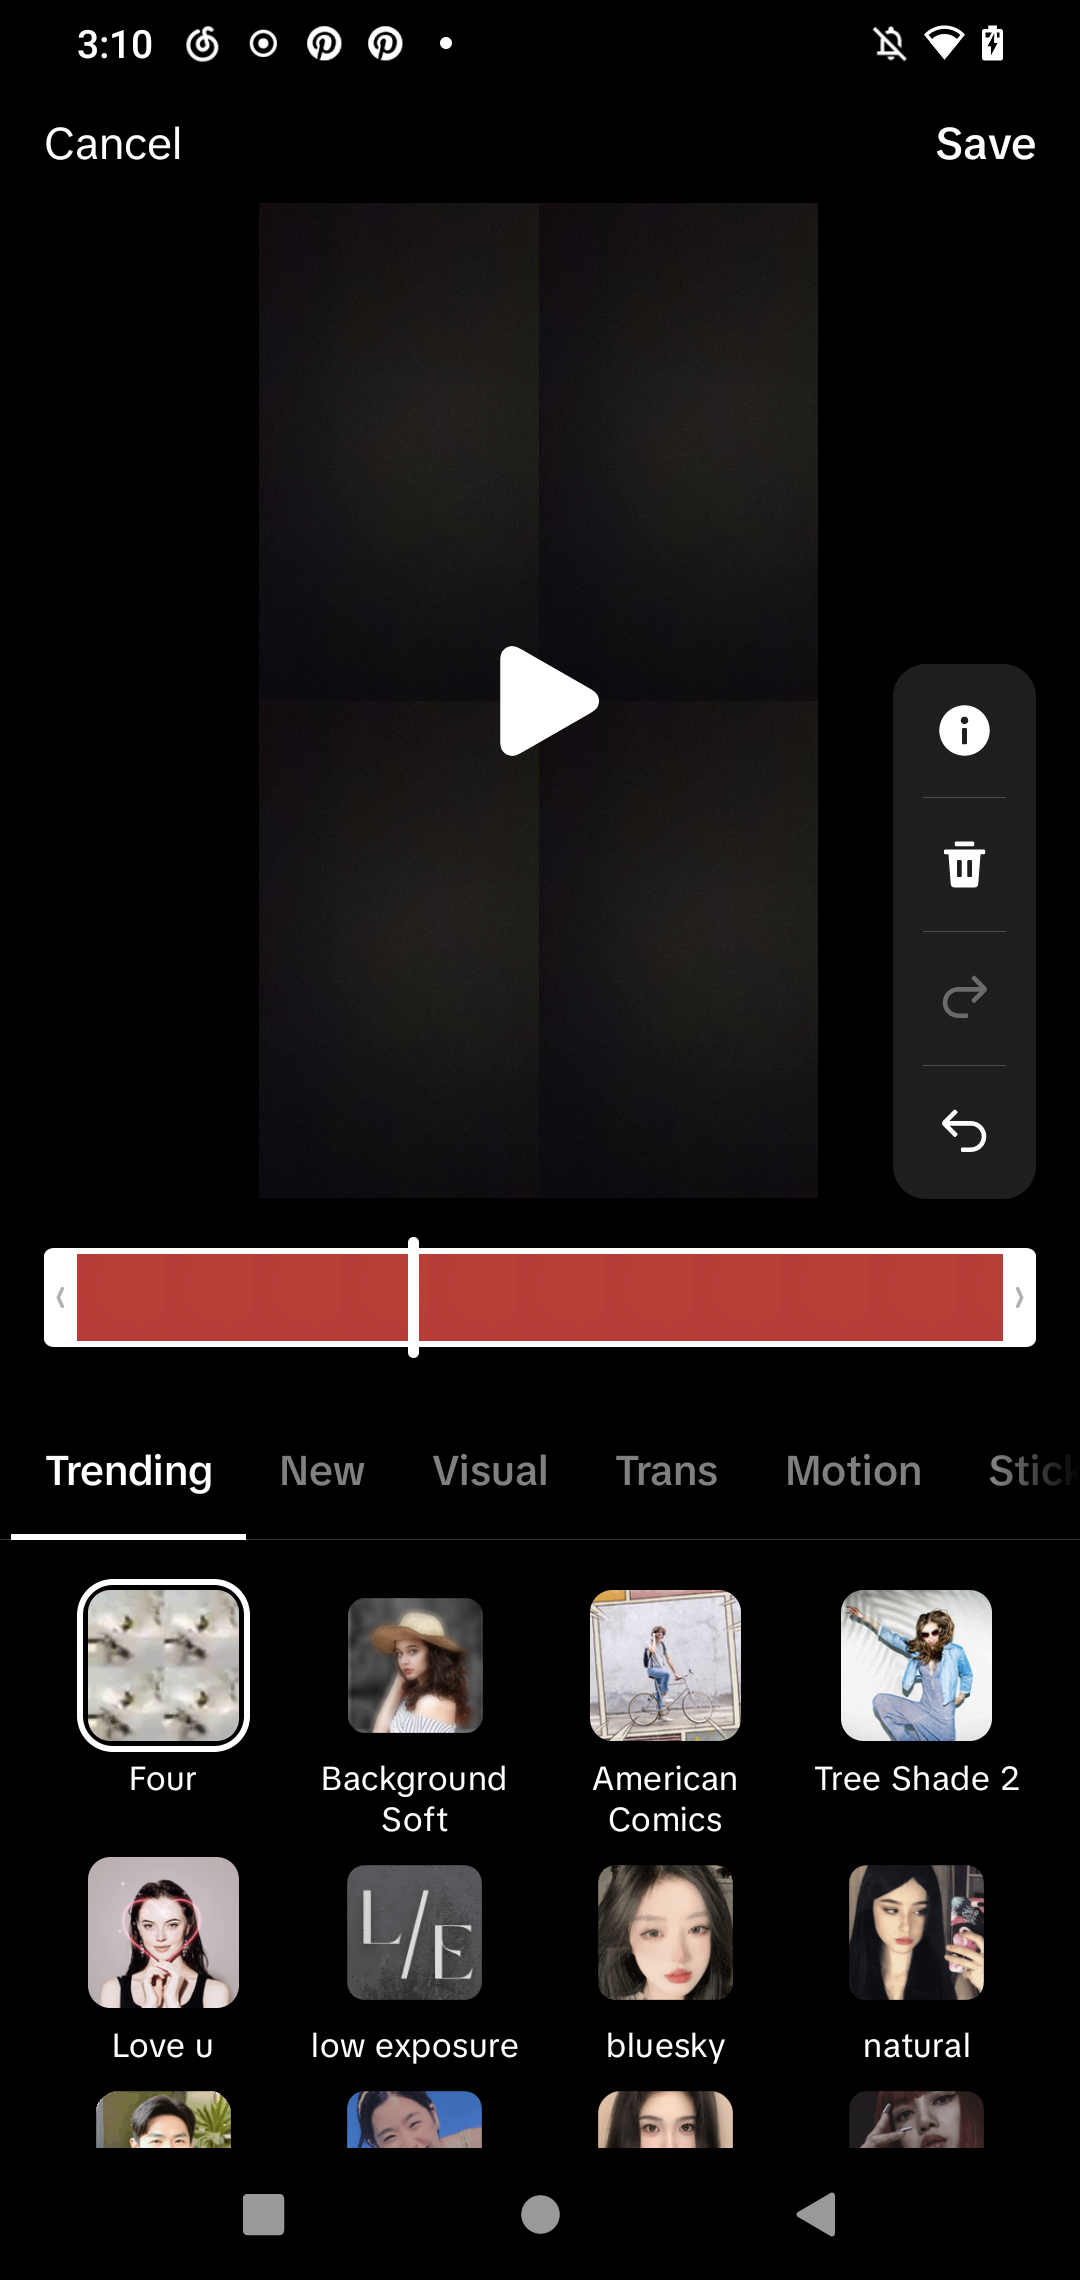 3:10
Cancel
Save
Trending
New
Visual
Trans
Motion
Stick
Four
Background
Soft
American
Comics
Tree Shade 2
L/E
Love u
low exposure
bluesky
natural